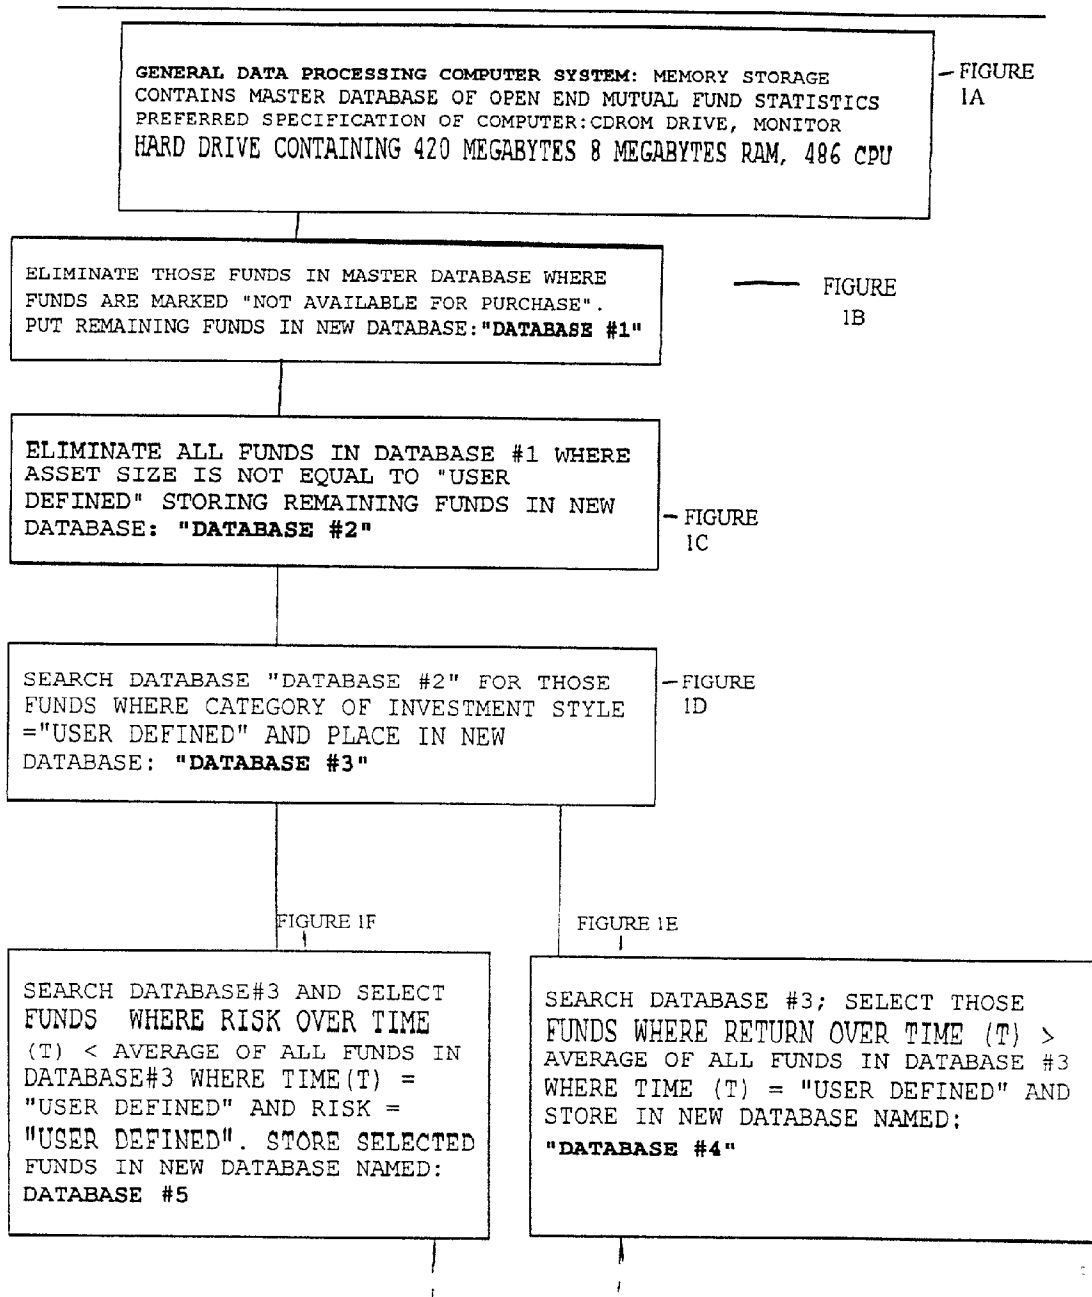 GENERAL DATA PROCESSING COMPUTER SYSTEM: MEMORY STORAGE
CONTAINS MASTER DATABASE OF OPEN END MUTUAL FUND STATISTICS
PREFERRED SPECIFICATION OF COMPUTER:CDROM DRIVE, MONITOR
HARD DRIVE CONTAINING 420 MEGABYTES 8 MEGABYTES RAM, 486 CPU
FIGURE
1A
ELIMINATE THOSE FUNDS IN MASTER DATABASE WHERE
FUNDS ARE MARKED "NOT AVAILABLE FOR PURCHASE".
PUT REMAINING FUNDS IN NEW DATABASE:"DATABASE #1"
FIGURE
1B
ELIMINATE ALL FUNDS IN DATABASE #1 WHERE
ASSET SIZE IS NOT EQUAL TO "USER
DEFINED" STORING REMAINING FUNDS IN NEW
DATABASE: "DATABASE #2"
FIGURE
1C
SEARCH DATABASE "DATABASE #2" FOR THOSE
FUNDS WHERE CATEGORY OF INVESTMENT STYLE
="USER DEFINED" AND PLACE IN NEW
DATABASE: "DATABASE #3"
FIGURE
1D
FIGURE 1F
SEARCH DATABASE#3 AND SELECT
FUNDS WHERE RISK OVER TIME
(T) < AVERAGE OF ALL FUNDS IN
DATABASE#3 WHERE TIME(T) =
"USER DEFINED" AND RISK =
"USER DEFINED". STORE SELECTED
FUNDS IN NEW DATABASE NAMED:
DATABASE #5
FIGURE 1E
SEARCH DATABASE #3; SELECT THOSE
FUNDS WHERE RETURN OVER TIME (T) >
AVERAGE OF ALL FUNDS IN DATABASE #3
WHERE TIME (T) = "USER DEFINED" AND
STORE IN NEW DATABASE NAMED:
"DATABASE #4"